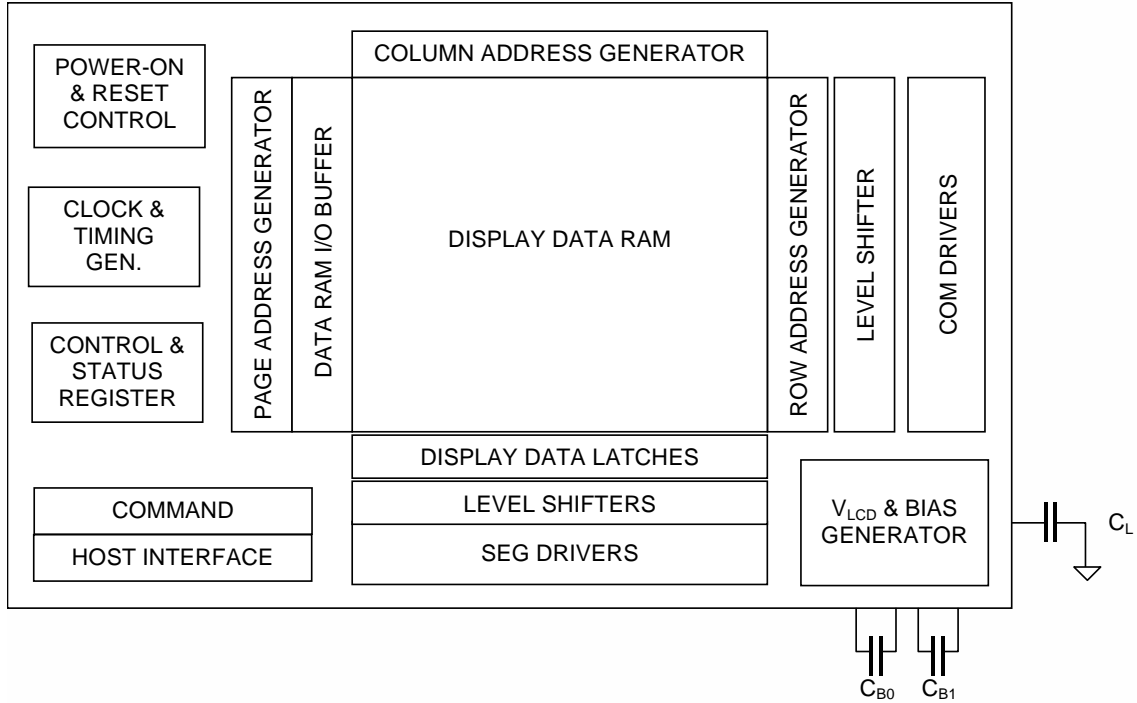 COLUMN ADDRESS GENERATOR
POWER-ON
& RESET
CONTROL
CLOCK &
TIMING
GEN.
CONTROL &
STATUS
REGISTER
PAGE ADDRESS GENERATOR
DATA RAM I/O BUFFER
DISPLAY DATA RAM
ROW ADDRESS GENERATOR
LEVEL SHIFTER
COM DRIVERS
DISPLAY DATA LATCHES
COMMAND
HOST INTERFACE
LEVEL SHIFTERS
SEG DRIVERS
VLCD & BIAS
GENERATOR
CL
CB0
CB1